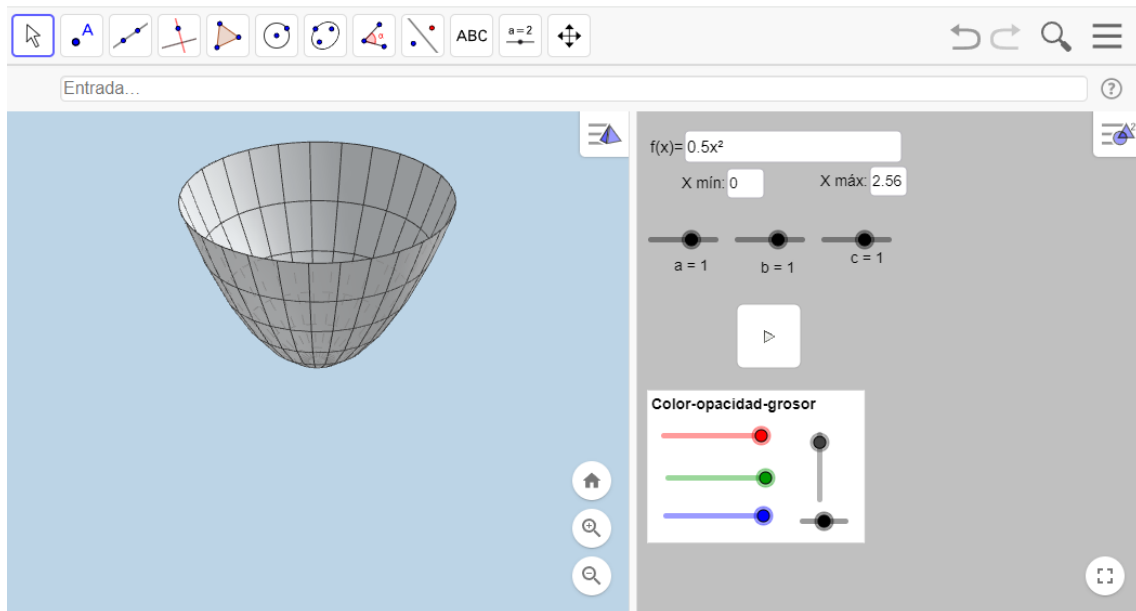 A
ABC
a=2
Entrada...
f(x)= 0.5x²
X mín: 0 X máx: 2.56
a = 1 b = 1 c = 1
Color-opacidad-grosor